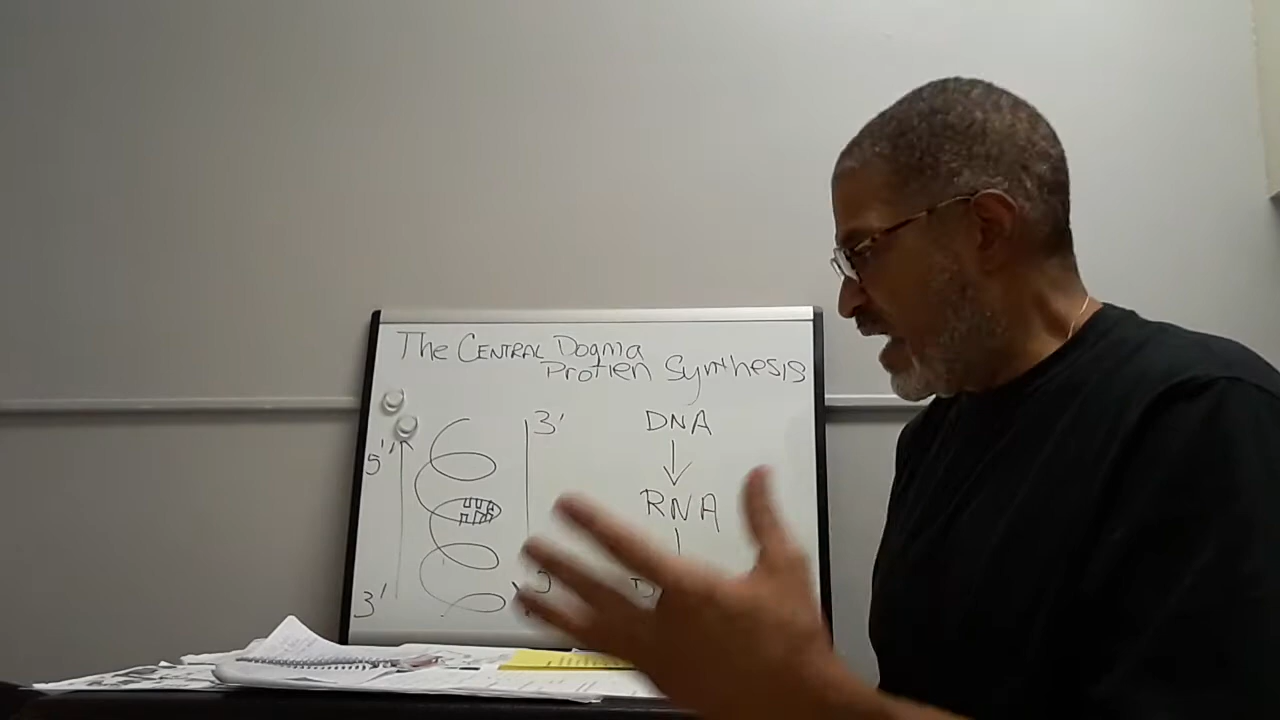 The CENTRAL Dogma
Protien Synthesis
5' 3' DNA
RNA
3'